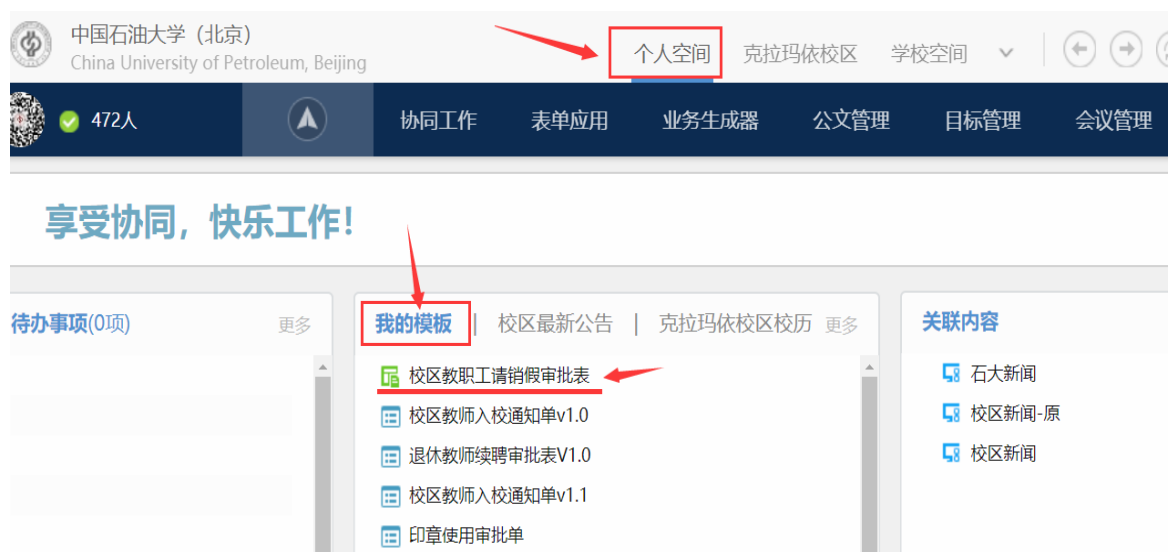 中国石油大学（北京）
China University of Petroleum, Beijing
个人空间 克拉玛依校区 学校空间
472人 协同工作 表单应用 业务生成器 公文管理 目标管理 会议管理
享受协同，快乐工作！
待办事项(0项) 更多
我的模板 | 校区最新公告 | 克拉玛依校区校历 更多
关联内容
校区教职工请销假审批表
校区教师入校通知单v1.0
退休教师续聘审批表V1.0
校区教师入校通知单v1.1
印章使用审批单
石大新闻
校区新闻-原
校区新闻